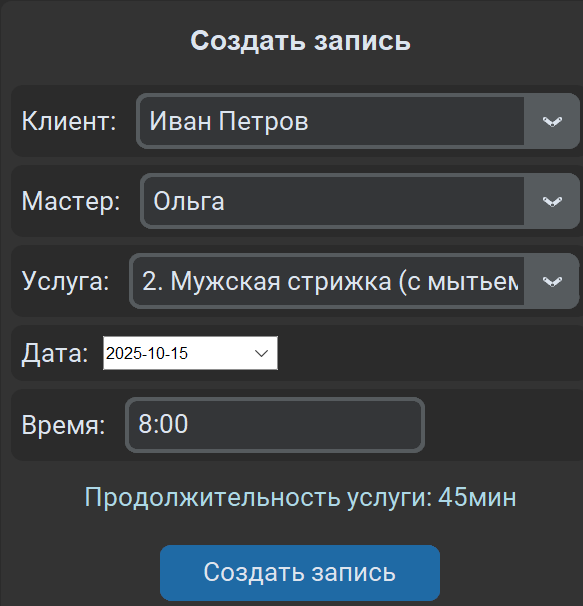 Создать запись
Клиент: Иван Петров
Мастер: Ольга
Услуга: 2. Мужская стрижка (с мытьем
Дата: 2025-10-15
Время: 8:00
Продолжительность услуги: 45мин
Создать запись